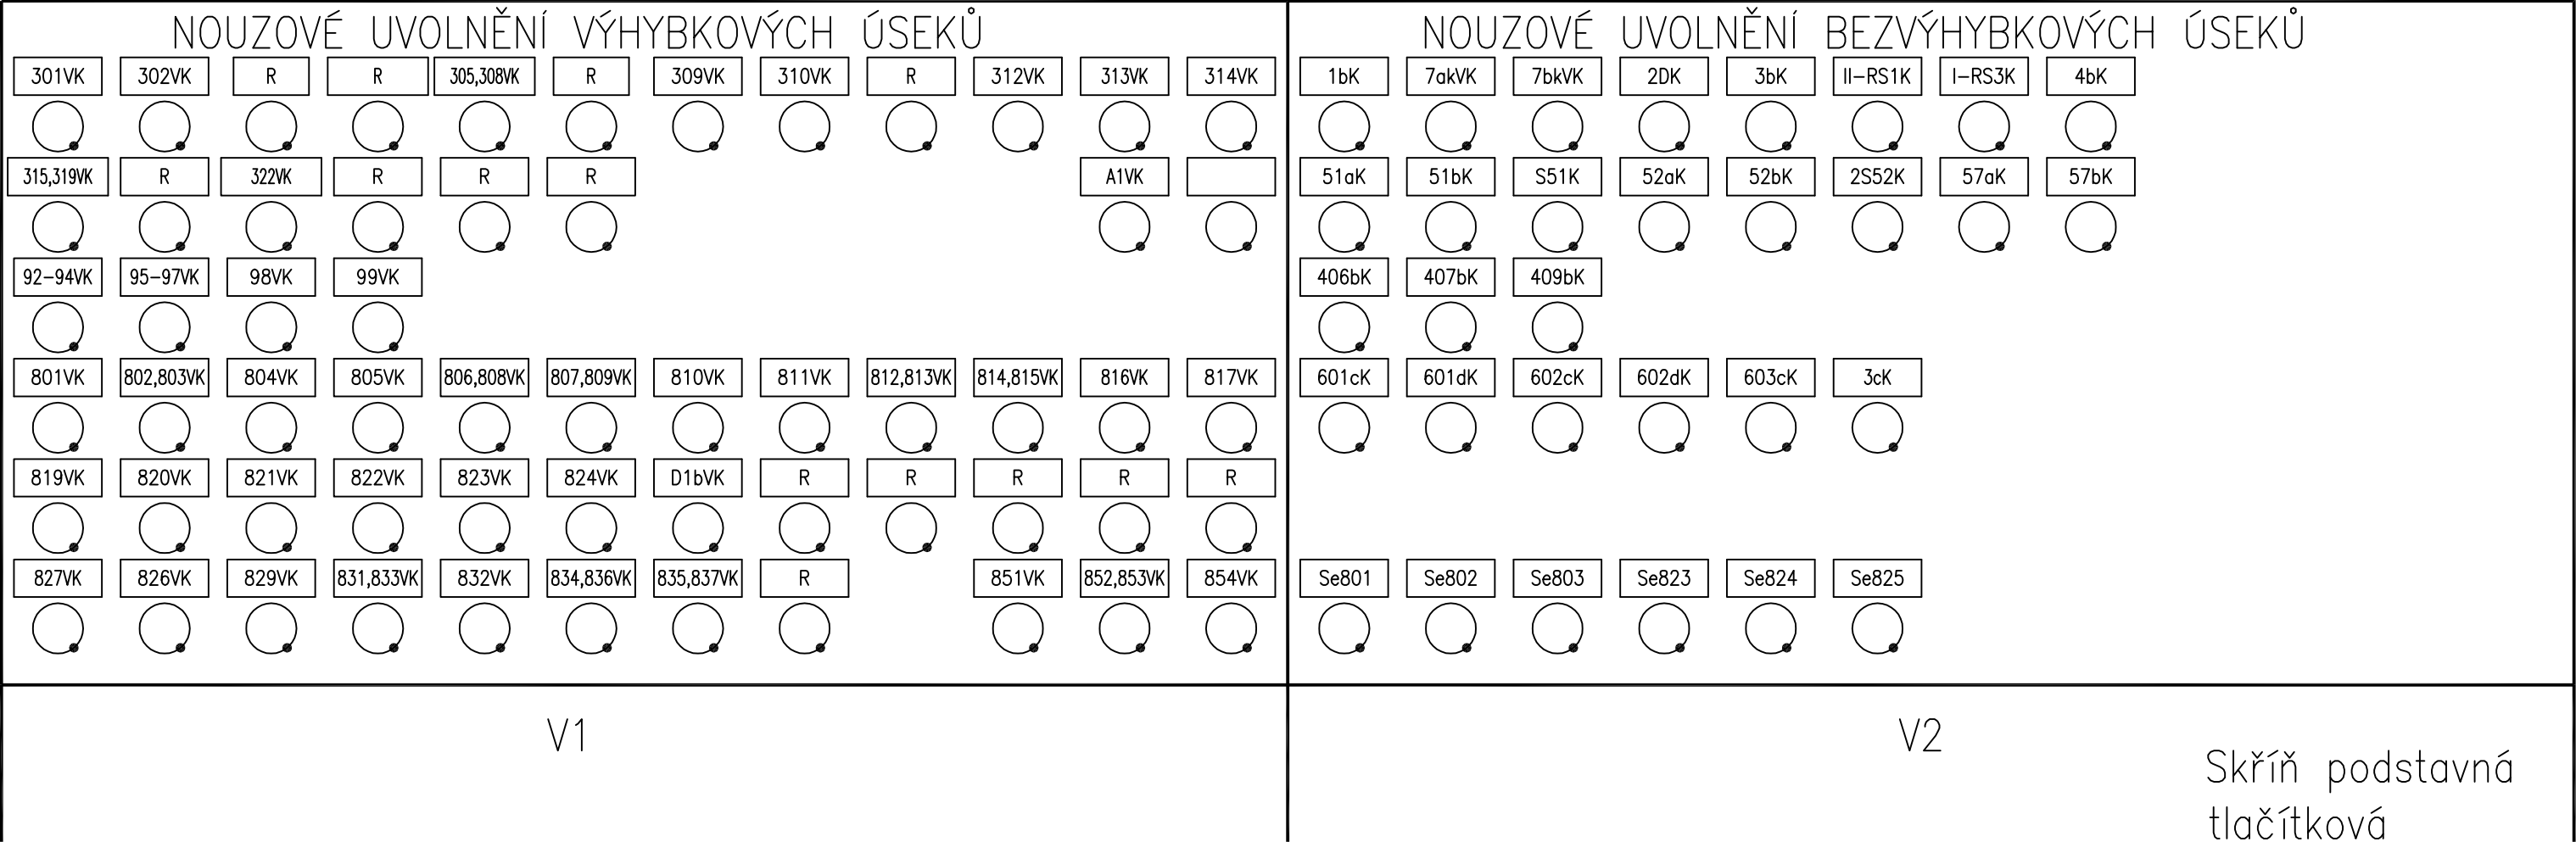 NOUZOVÉ UVOLNĚNÍ VÝHYBKOVÝCH ÚSEKŮ
301VK 302VK R R 305,308VK R 309VK 310VK R 312VK 313VK 314VK
315,319VK R 322VK R R R A1VK
92-94VK 95-97VK 98VK 99VK
801VK 802,803VK 804VK 805VK 806,808VK 807,809VK 810VK 811VK 812,813VK 814,815VK 816VK 817VK
819VK 820VK 821VK 822VK 823VK 824VK D1bVK R R R R R
827VK 826VK 829VK 831,833VK 832VK 834,836VK 835,837VK R 851VK 852,853VK 854VK
V1
NOUZOVÉ UVOLNĚNÍ BEZVÝHYBKOVÝCH ÚSEKŮ
1bK 7akVK 7bkVK 2DK 3bK II-RS1K I-RS3K 4bK
51aK 51bK S51K 52aK 52bK 2S52K 57aK 57bK
406bK 407bK 409bK
601cK 601dK 602cK 602dK 603cK 3cK
Se801 Se802 Se803 Se823 Se824 Se825
V2
Skříň podstavná
tlačítková